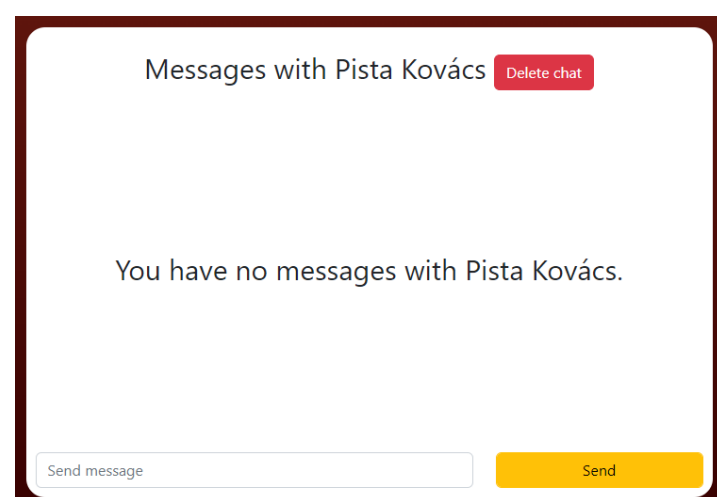 Messages with Pista Kovács Delete chat
You have no messages with Pista Kovács.
Send message Send